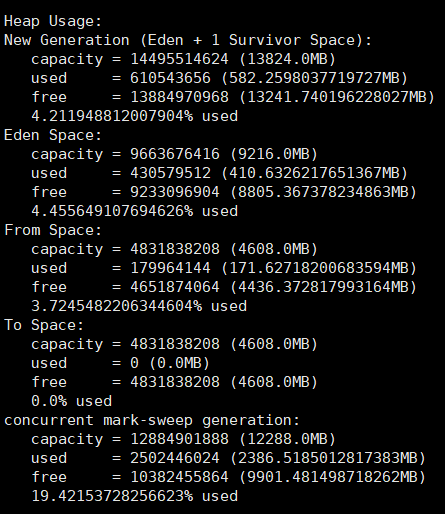 Heap Usage:
New Generation (Eden + 1 Survivor Space):
   capacity = 14495514624 (13824.0MB)
   used     = 610543656 (582.2598037719727MB)
   free     = 13884970968 (13241.740196228027MB)
   4.211948812007904% used
Eden Space:
   capacity = 9663676416 (9216.0MB)
   used     = 430579512 (410.6326217651367MB)
   free     = 9233096904 (8805.367378234863MB)
   4.455649107694626% used
From Space:
   capacity = 4831838208 (4608.0MB)
   used     = 179964144 (171.62718200683594MB)
   free     = 4651874064 (4436.372817993164MB)
   3.7245482206344604% used
To Space:
   capacity = 4831838208 (4608.0MB)
   used     = 0 (0.0MB)
   free     = 4831838208 (4608.0MB)
   0.0% used
concurrent mark-sweep generation:
   capacity = 12884901888 (12288.0MB)
   used     = 2502446024 (2386.5185012817383MB)
   free     = 10382455864 (9901.481498718262MB)
   19.42153728256623% used